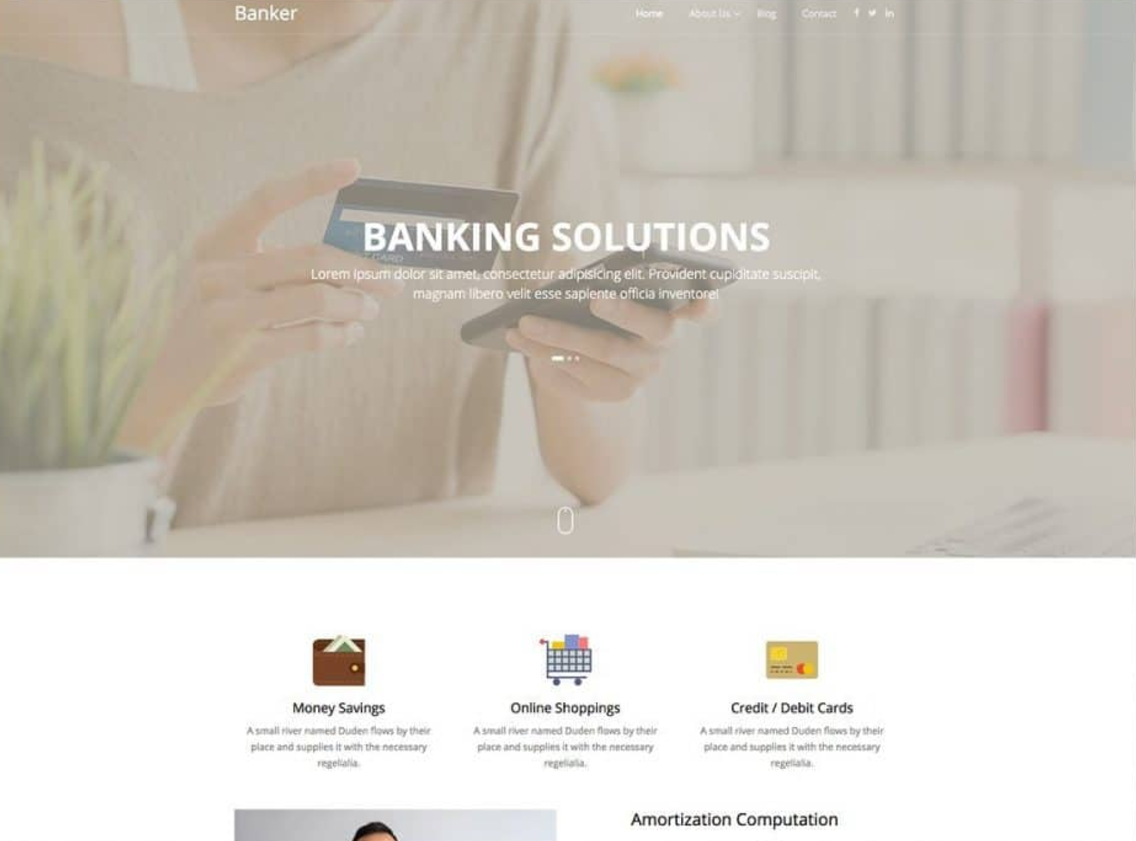 Banker
Home About Us Blog Contact
BANKING SOLUTIONS
Lorem ipsum dolor sit amet, consectetur adipisicing elit. Provident cupiditate suscipit,
magnam libero velit esse sapiente officia inventore!
CARD
Money Savings
A small river named Duden flows by their
place and supplies it with the necessary
regelialia.
Online Shoppings
A small river named Duden flows by their
place and supplies it with the necessary
regelialia.
Credit / Debit Cards
A small river named Duden flows by their
place and supplies it with the necessary
regelialia.
Amortization Computation